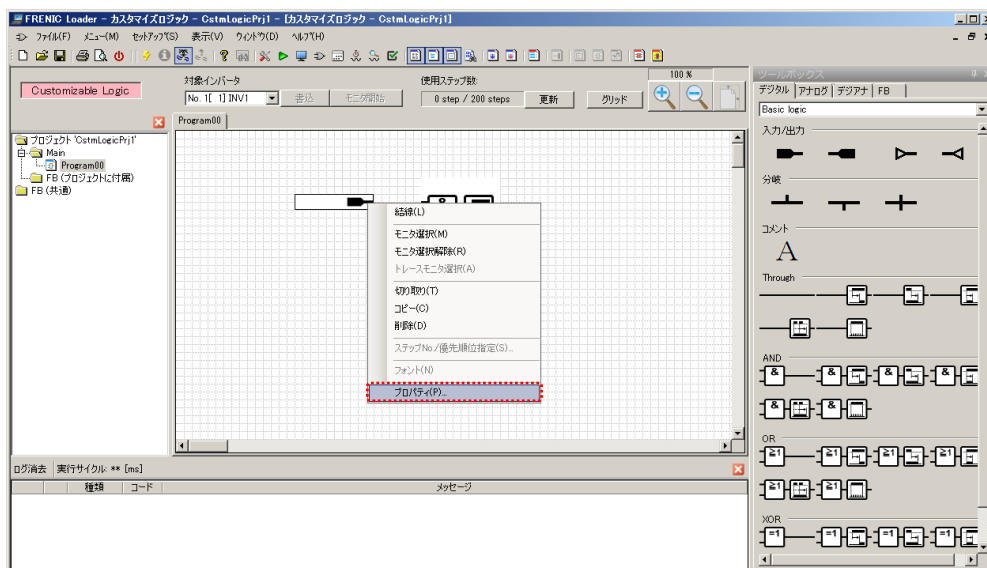 FRENIC Loader - カスタマイズロジック - CstmLogicPrj1 - [カスタマイズロジック - CstmLogicPrj1]
ファイル(F) メニュー(M) セットアップ(S) 表示(V) ウィンドウ(D) ヘルプ(H)
Customizable Logic
対象インバータ
No. 1[ 1] INV1
書込
モニタ開始
使用ステップ数:
0 step / 200 steps
更新
グリッド
100 %
プロジェクト 'CstmLogicPrj1'
Main
Program00
FB (プロジェクトに付属)
FB (共通)
Program00
&
結線(L)
モニタ選択(M)
モニタ選択解除(R)
トレースモニタ選択(A)
切り取り(T)
コピー(C)
削除(D)
ステップNo./優先順位指定(S)...
フォント(N)
プロパティ(P)...
ツールボックス
デジタル アナログ デジアナ FB
Basic logic
入力/出力
分岐
コメント
A
Through
AND
& & & &
& &
OR
≧1 ≧1 ≧1 ≧1
≧1 ≧1
XOR
=1 =1 =1 =1
ログ消去 実行サイクル: ** [ms]
種類 コード メッセージ